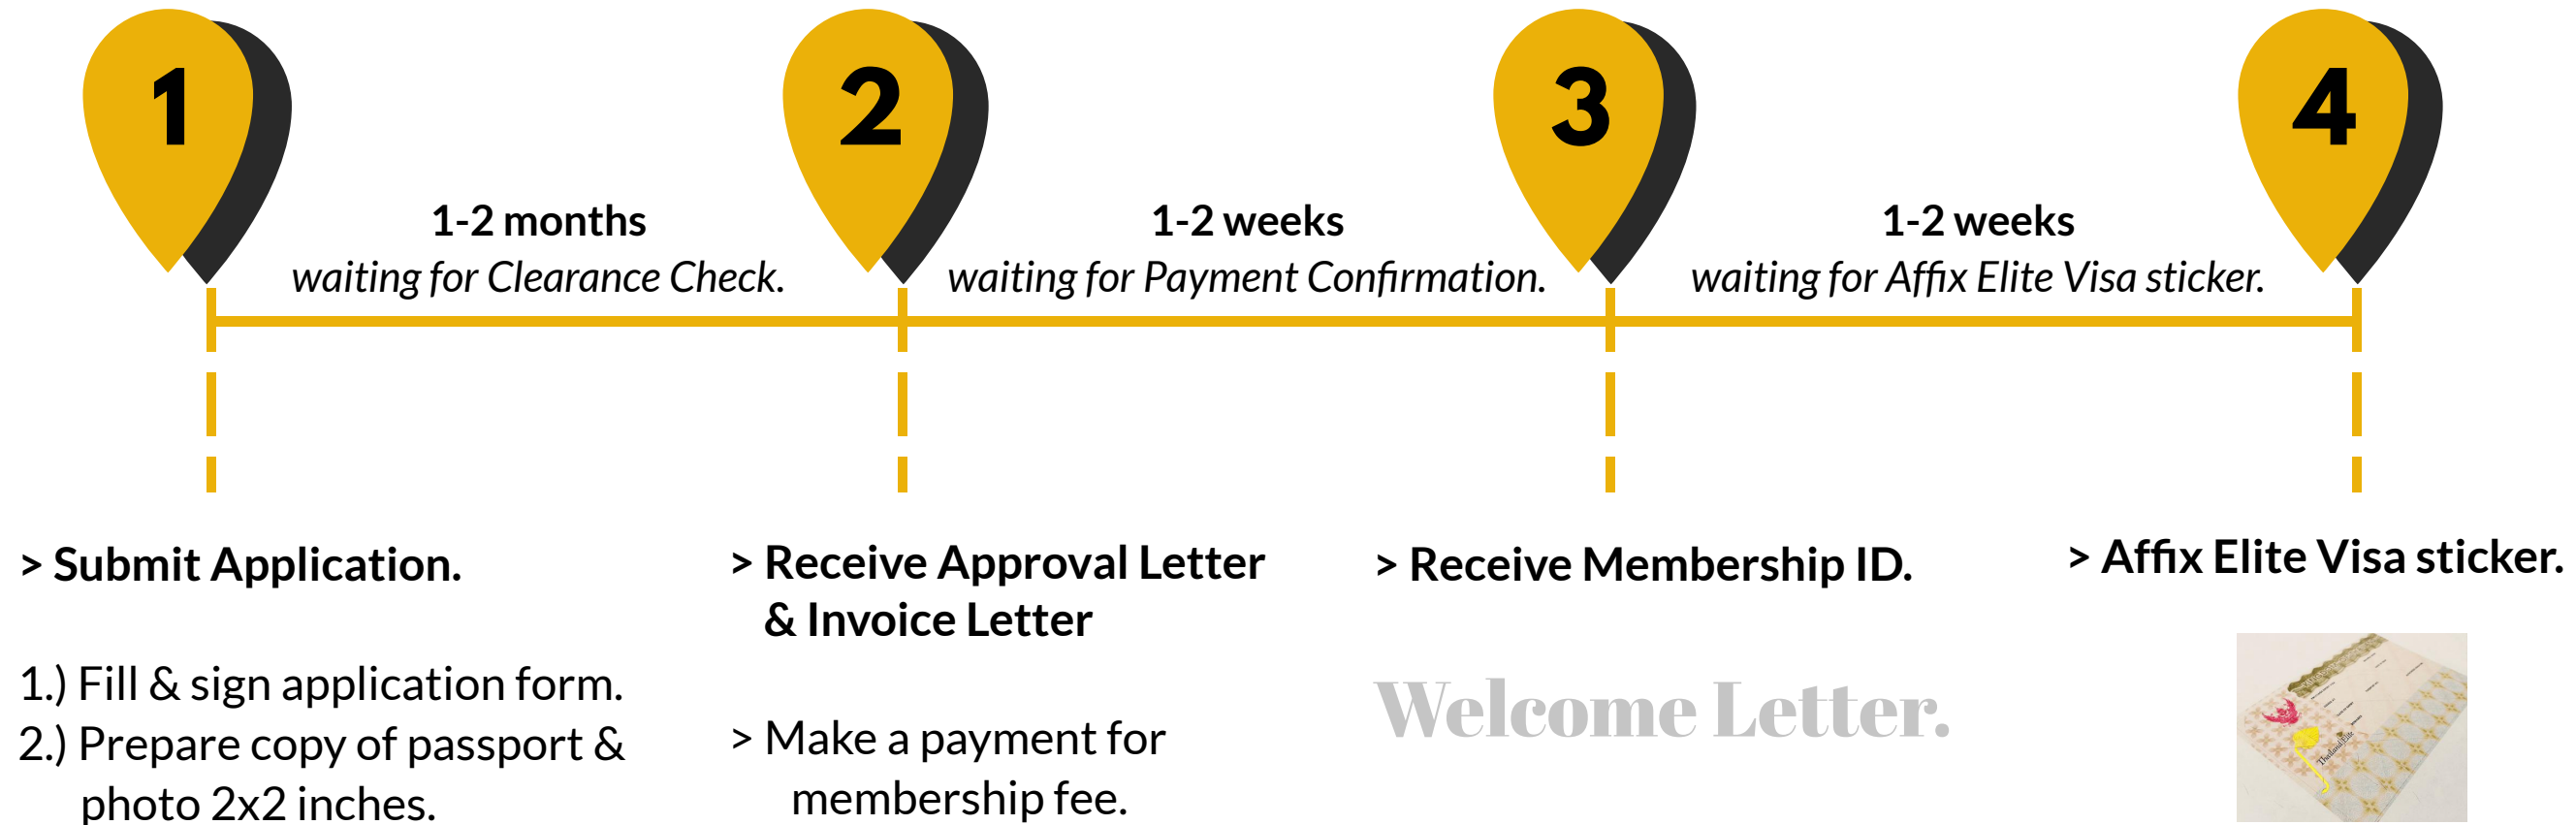 1
2
3
4
1-2 months
waiting for Clearance Check.
1-2 weeks
waiting for Payment Confirmation.
1-2 weeks
waiting for Affix Elite Visa sticker.
> Submit Application.
1.) Fill & sign application form.
2.) Prepare copy of passport &
photo 2x2 inches.
> Receive Approval Letter
& Invoice Letter
> Make a payment for
membership fee.
> Receive Membership ID.
Welcome Letter.
> Affix Elite Visa sticker.
Thailand Elite